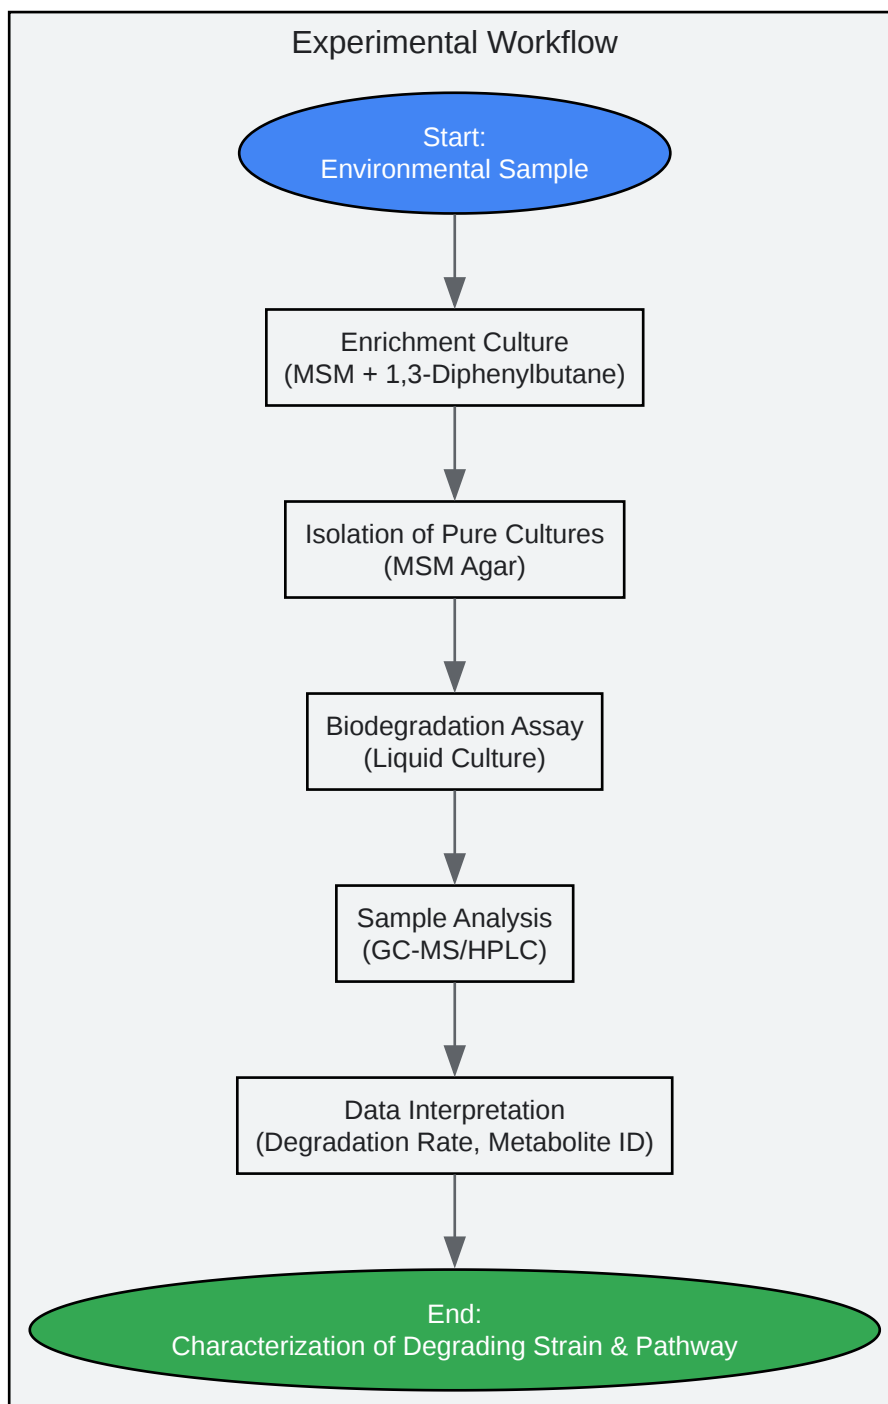 Experimental Workflow
Start:
Environmental Sample
Enrichment Culture
(MSM + 1,3-Diphenylbutane)
Isolation of Pure Cultures
(MSM Agar)
Biodegradation Assay
(Liquid Culture)
Sample Analysis
(GC-MS/HPLC)
Data Interpretation
(Degradation Rate, Metabolite ID)
End:
Characterization of Degrading Strain & Pathway